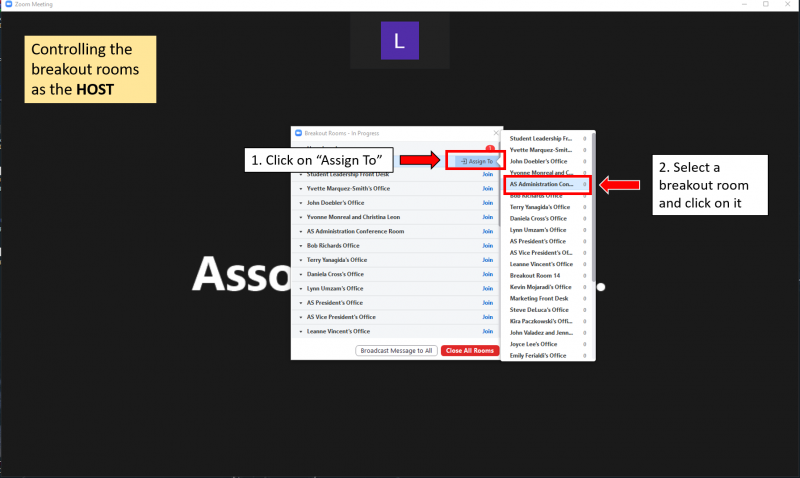 Zoom Meeting
Controlling the
breakout rooms
as the HOST
L
Breakout Rooms - In Progress
1
1. Click on “Assign To”
Assign To
2. Select a
breakout room
and click on it
Student Leadership Front Desk Join
Yvette Marquez-Smith's Office Join
John Doebler's Office Join
Yvonne Monreal and Christina Leon Join
AS Administration Conference Room Join
Bob Richards Office Join
Terry Yanagida's Office Join
Daniela Cross's Office Join
Lynn Umzam's Office Join
AS President's Office Join
AS Vice President's Office Join
Leanne Vincent's Office Join
Broadcast Message to All
Close All Rooms
Student Leadership Fr... 0
Yvette Marquez-Smit... 0
John Doebler's Office 0
Yvonne Monreal and C... 0
AS Administration Con... 0
Bob Richards Office 0
Terry Yanagida's Office 0
Daniela Cross's Office 0
Lynn Umzam's Office 0
AS President's Office 0
AS Vice President's Of... 0
Leanne Vincent's Office 0
Breakout Room 14 0
Kevin Mojaradi's Office 0
Marketing Front Desk 0
Steve DeLuca's Office 0
Kira Paczkowski's Offi... 0
John Valadez and Jenn... 0
Joyce Lee's Office 0
Emily Ferialdi's Office 0
Asso
.